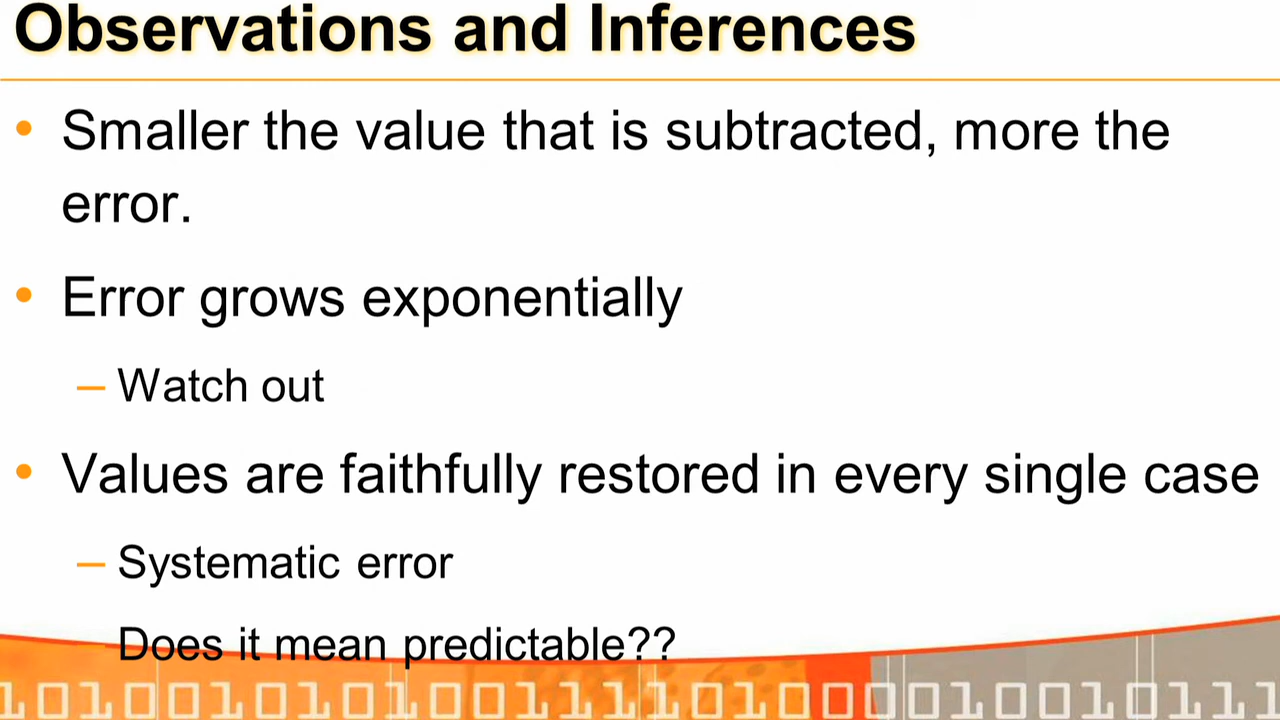 Observations and Inferences
• Smaller the value that is subtracted, more the
error.
• Error grows exponentially
– Watch out
• Values are faithfully restored in every single case
– Systematic error
Does it mean predictable??
101001010101001111101000001001010111